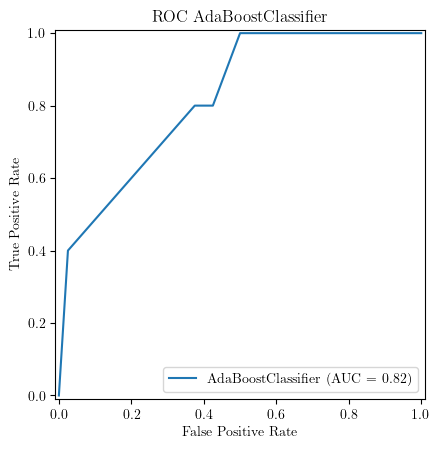 ROC AdaBoostClassifier
1.0
0.8
0.6
0.4
0.2
0.0
True Positive Rate
AdaBoostClassifier (AUC = 0.82)
0.0 0.2 0.4 0.6 0.8 1.0
False Positive Rate